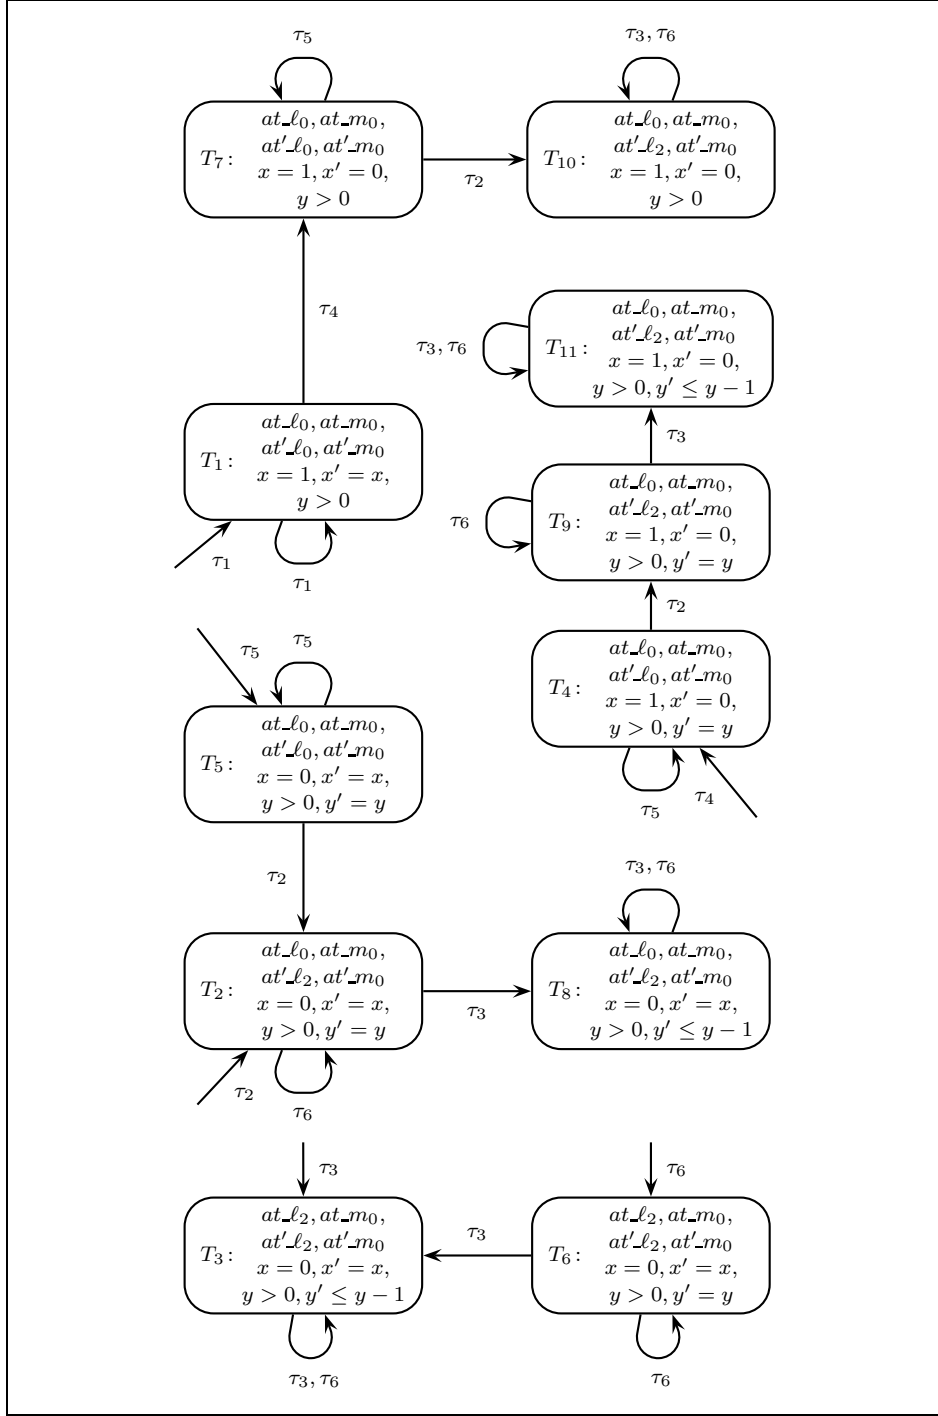 τ5
τ3, τ6
T7: at_ℓ0, at_m0,
at′_ℓ0, at′_m0
x = 1, x′ = 0,
y > 0
τ2
T10: at_ℓ0, at_m0,
at′_ℓ2, at′_m0
x = 1, x′ = 0,
y > 0
τ4
τ3, τ6
T11: at_ℓ0, at_m0,
at′_ℓ2, at′_m0
x = 1, x′ = 0,
y > 0, y′ ≤ y − 1
τ3
T1: at_ℓ0, at_m0,
at′_ℓ0, at′_m0
x = 1, x′ = x,
y > 0
τ1
τ1
τ6
T9: at_ℓ0, at_m0,
at′_ℓ2, at′_m0
x = 1, x′ = 0,
y > 0, y′ = y
τ2
T4: at_ℓ0, at_m0,
at′_ℓ0, at′_m0
x = 1, x′ = 0,
y > 0, y′ = y
τ5
τ4
τ5
τ5
T5: at_ℓ0, at_m0,
at′_ℓ0, at′_m0
x = 0, x′ = x,
y > 0, y′ = y
τ2
T2: at_ℓ0, at_m0,
at′_ℓ2, at′_m0
x = 0, x′ = x,
y > 0, y′ = y
τ2
τ6
τ3
τ3, τ6
T8: at_ℓ0, at_m0,
at′_ℓ2, at′_m0
x = 0, x′ = x,
y > 0, y′ ≤ y − 1
τ3
T3: at_ℓ2, at_m0,
at′_ℓ2, at′_m0
x = 0, x′ = x,
y > 0, y′ ≤ y − 1
τ3, τ6
τ3
τ6
T6: at_ℓ2, at_m0,
at′_ℓ2, at′_m0
x = 0, x′ = x,
y > 0, y′ = y
τ6